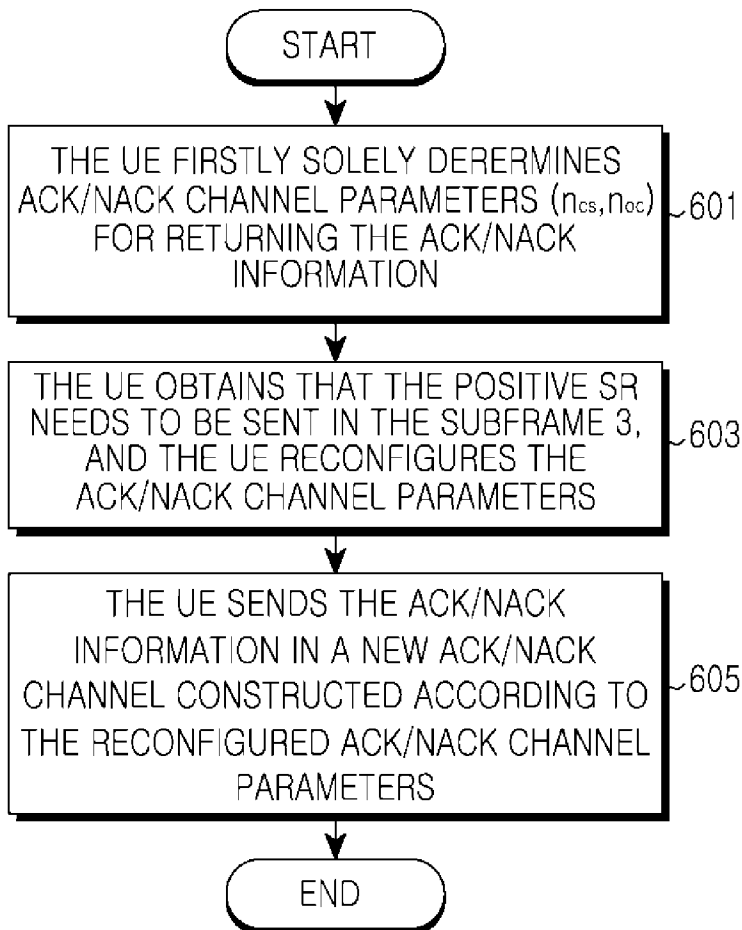 START
THE UE FIRSTLY SOLELY DERERMINES
ACK/NACK CHANNEL PARAMETERS (ncs,noc)
FOR RETURNING THE ACK/NACK
INFORMATION
601
THE UE OBTAINS THAT THE POSITIVE SR
NEEDS TO BE SENT IN THE SUBFRAME 3,
AND THE UE RECONFIGURES THE
ACK/NACK CHANNEL PARAMETERS
603
THE UE SENDS THE ACK/NACK
INFORMATION IN A NEW ACK/NACK
CHANNEL CONSTRUCTED ACCORDING TO
THE RECONFIGURED ACK/NACK CHANNEL
PARAMETERS
605
END